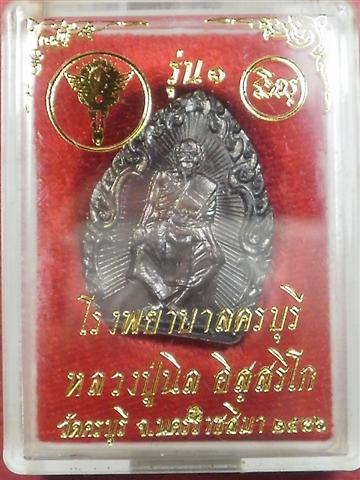 รุ่น ๑
โรงพยาบาลครบุรี
หลวงปู่นิล อิสฺสริโก
วัดครบุรี จ.นครราชสีมา ๒๕๓๖